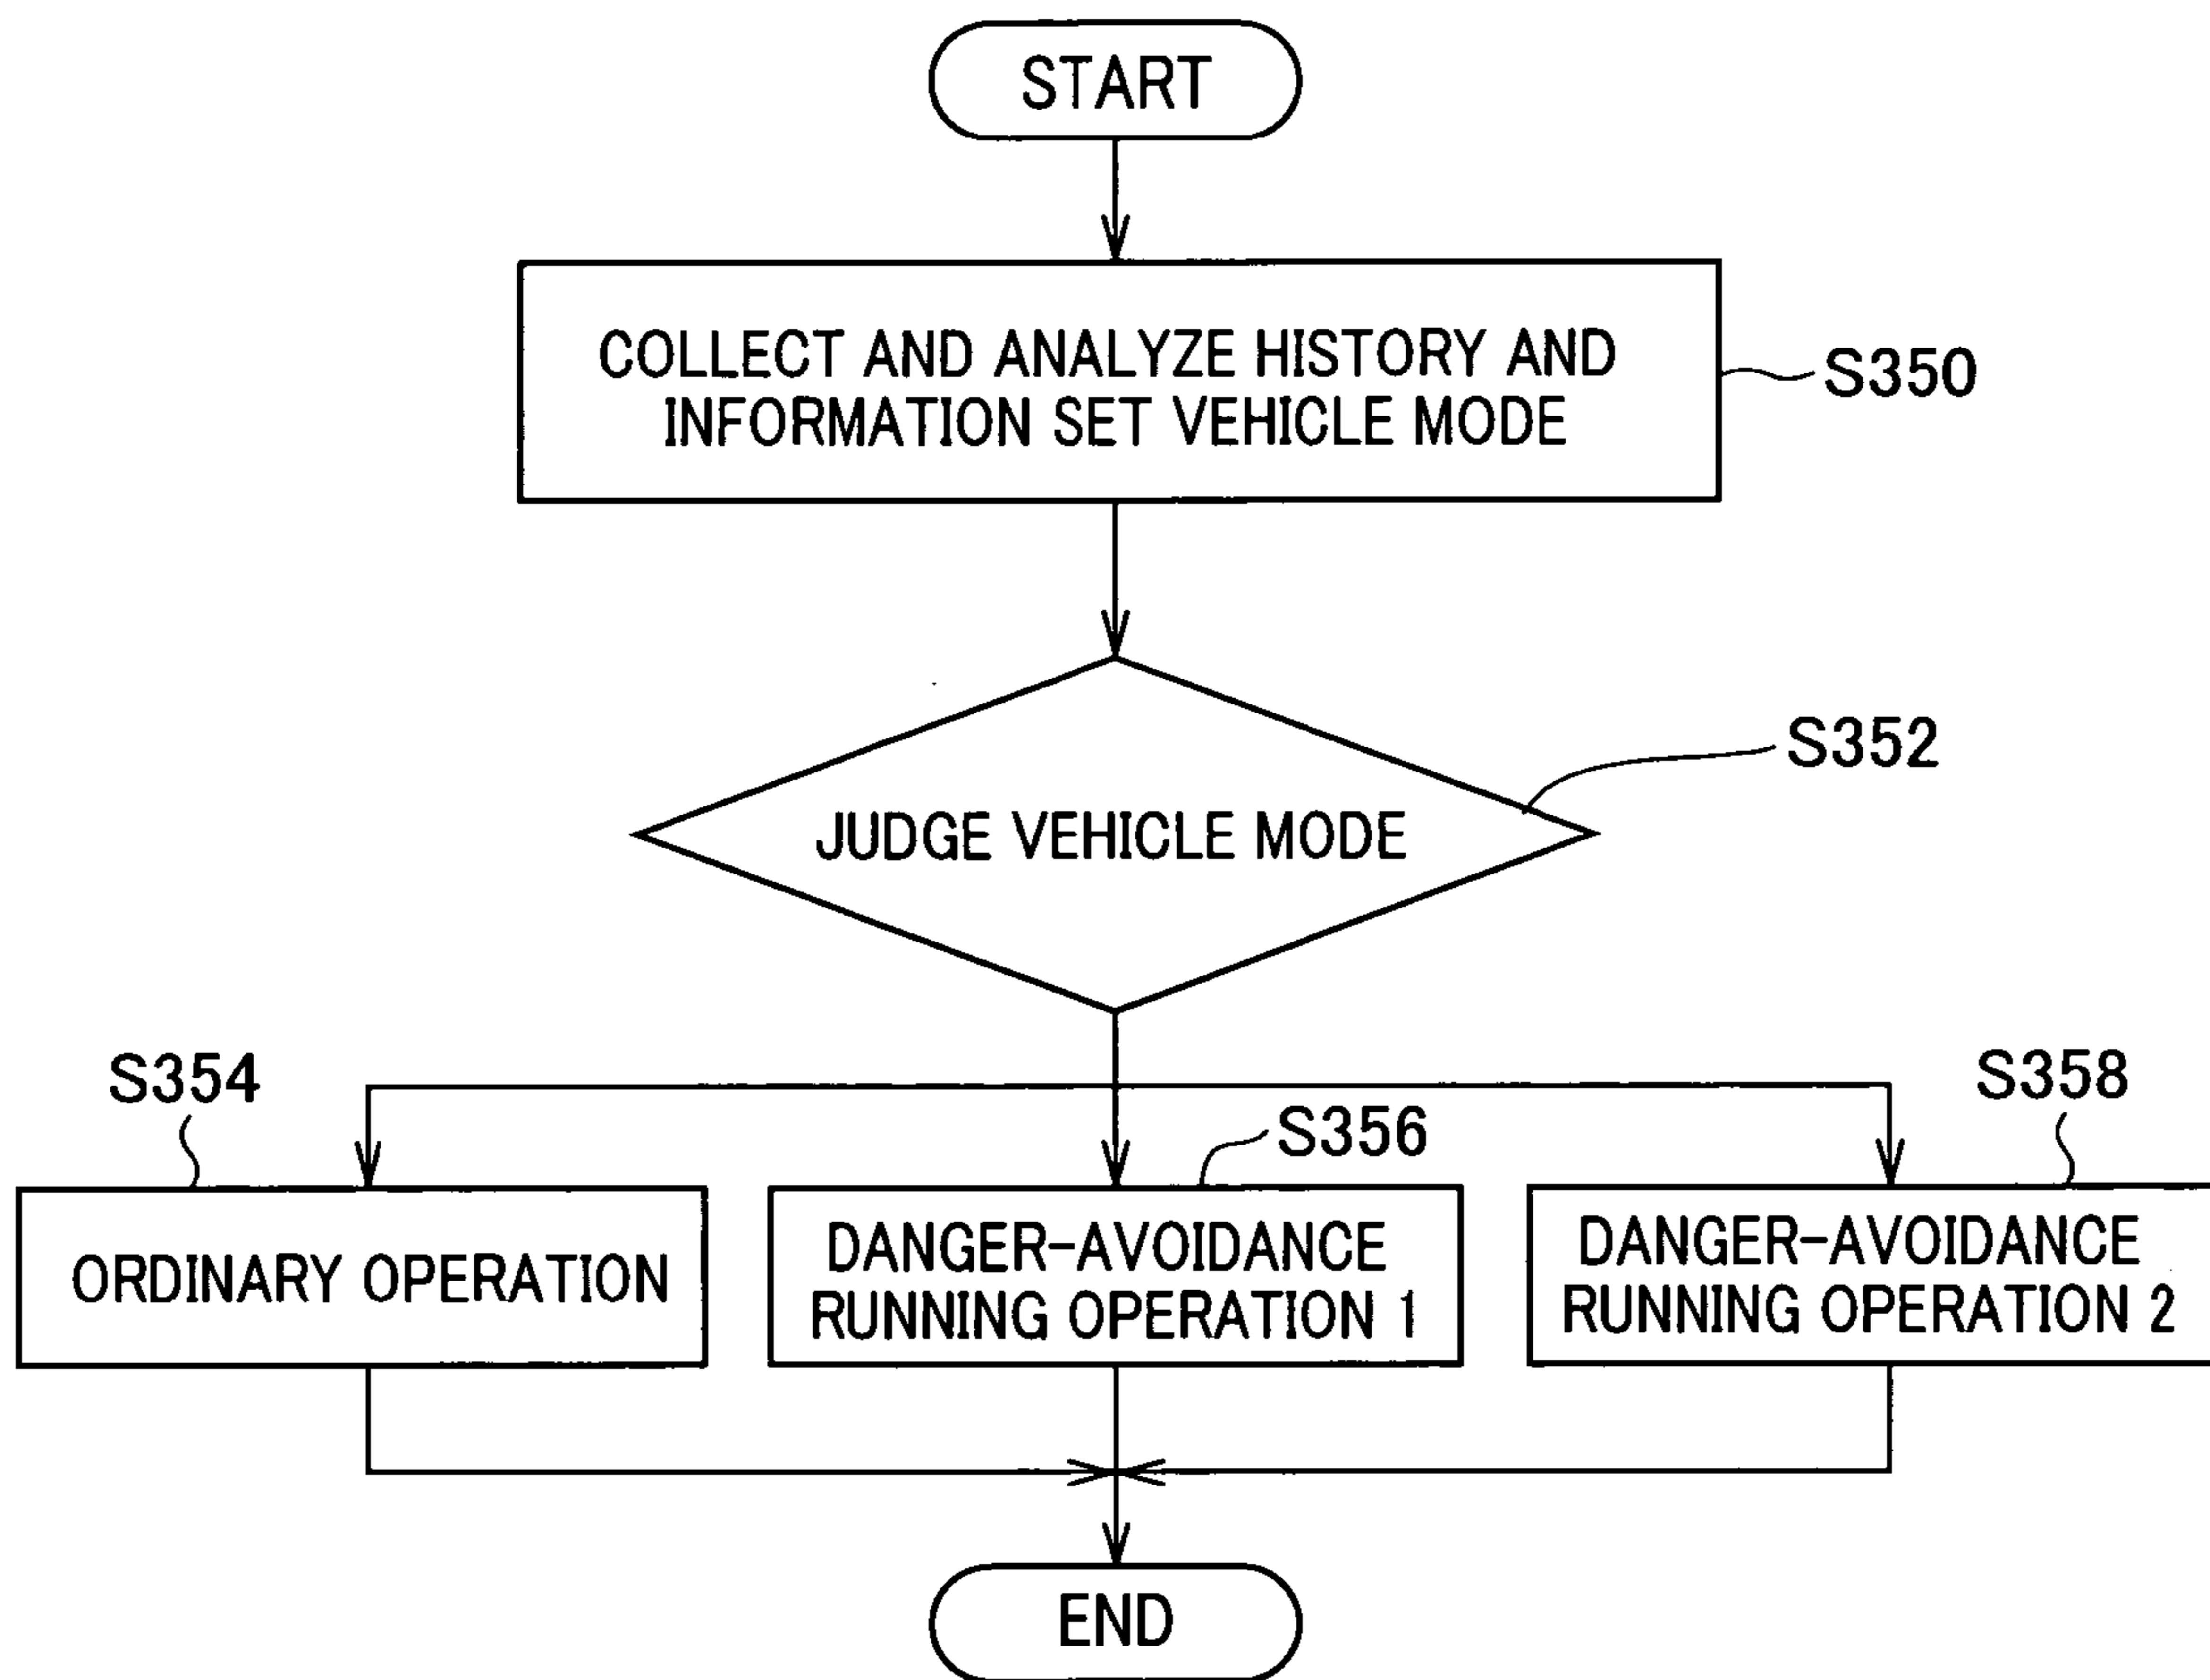 START
COLLECT AND ANALYZE HISTORY AND
INFORMATION SET VEHICLE MODE
S350
S352
JUDGE VEHICLE MODE
S354
S356
S358
ORDINARY OPERATION
DANGER-AVOIDANCE
RUNNING OPERATION 1
DANGER-AVOIDANCE
RUNNING OPERATION 2
END